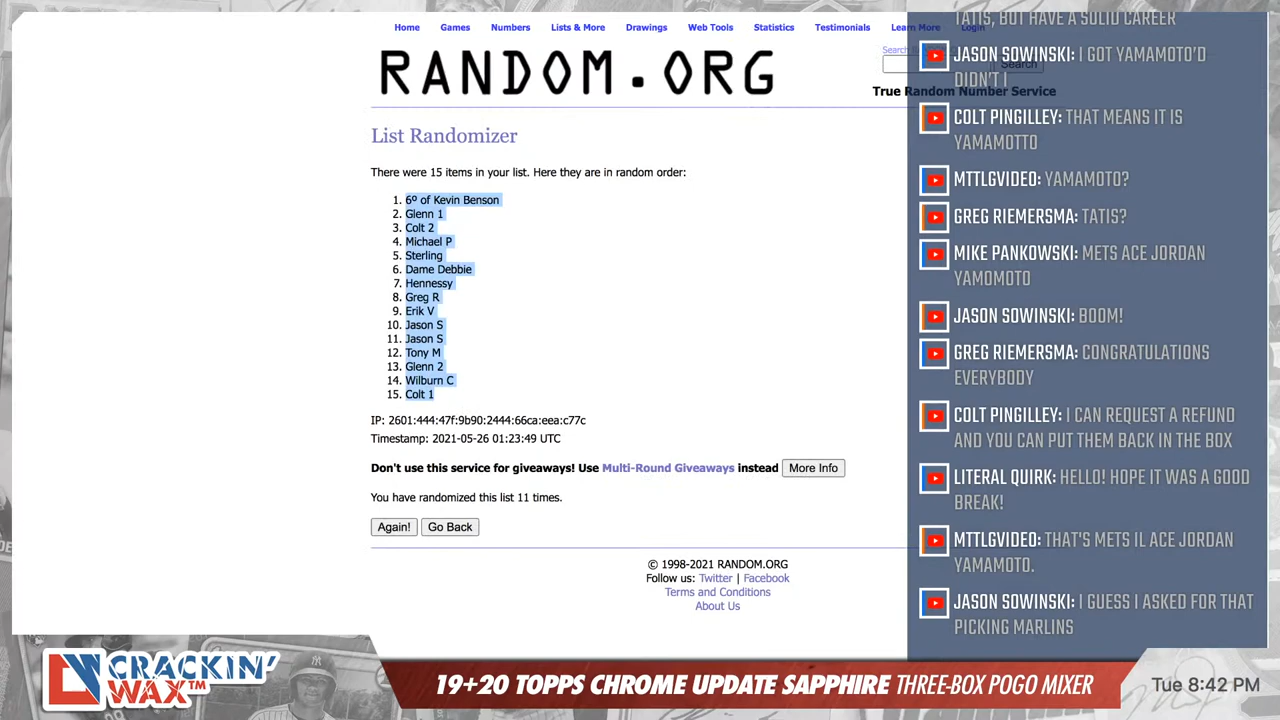 Home Games Numbers Lists & More Drawings Web Tools Statistics Testimonials Learn More Login
RANDOM.ORG
Search
True Random Number Service
List Randomizer
There were 15 items in your list. Here they are in random order:
1. 6º of Kevin Benson
2. Glenn 1
3. Colt 2
4. Michael P
5. Sterling
6. Dame Debbie
7. Hennessy
8. Greg R
9. Erik V
10. Jason S
11. Jason S
12. Tony M
13. Glenn 2
14. Wilburn C
15. Colt 1
IP: 2601:444:47f:9b90:2444:66ca:eea:c77c
Timestamp: 2021-05-26 01:23:49 UTC
Don't use this service for giveaways! Use Multi-Round Giveaways instead More Info
You have randomized this list 11 times.
Again! Go Back
© 1998-2021 RANDOM.ORG
Follow us: Twitter | Facebook
Terms and Conditions
About Us
TATIS, BUT HAVE A SOLID CAREER
JASON SOWINSKI: I GOT YAMAMOTO'D
DIDN'T I
COLT PINGILLEY: THAT MEANS IT IS
YAMAMOTTO
MTTLGVIDEO: YAMAMOTO?
GREG RIEMERSMA: TATIS?
MIKE PANKOWSKI: METS ACE JORDAN
YAMOMOTO
JASON SOWINSKI: BOOM!
GREG RIEMERSMA: CONGRATULATIONS
EVERYBODY
COLT PINGILLEY: I CAN REQUEST A REFUND
AND YOU CAN PUT THEM BACK IN THE BOX
LITERAL QUIRK: HELLO! HOPE IT WAS A GOOD
BREAK!
MTTLGVIDEO: THAT'S METS IL ACE JORDAN
YAMAMOTO.
JASON SOWINSKI: I GUESS I ASKED FOR THAT
PICKING MARLINS
CRACKIN'
WAX™
19+20 TOPPS CHROME UPDATE SAPPHIRE THREE-BOX POGO MIXER
Tue 8:42 PM